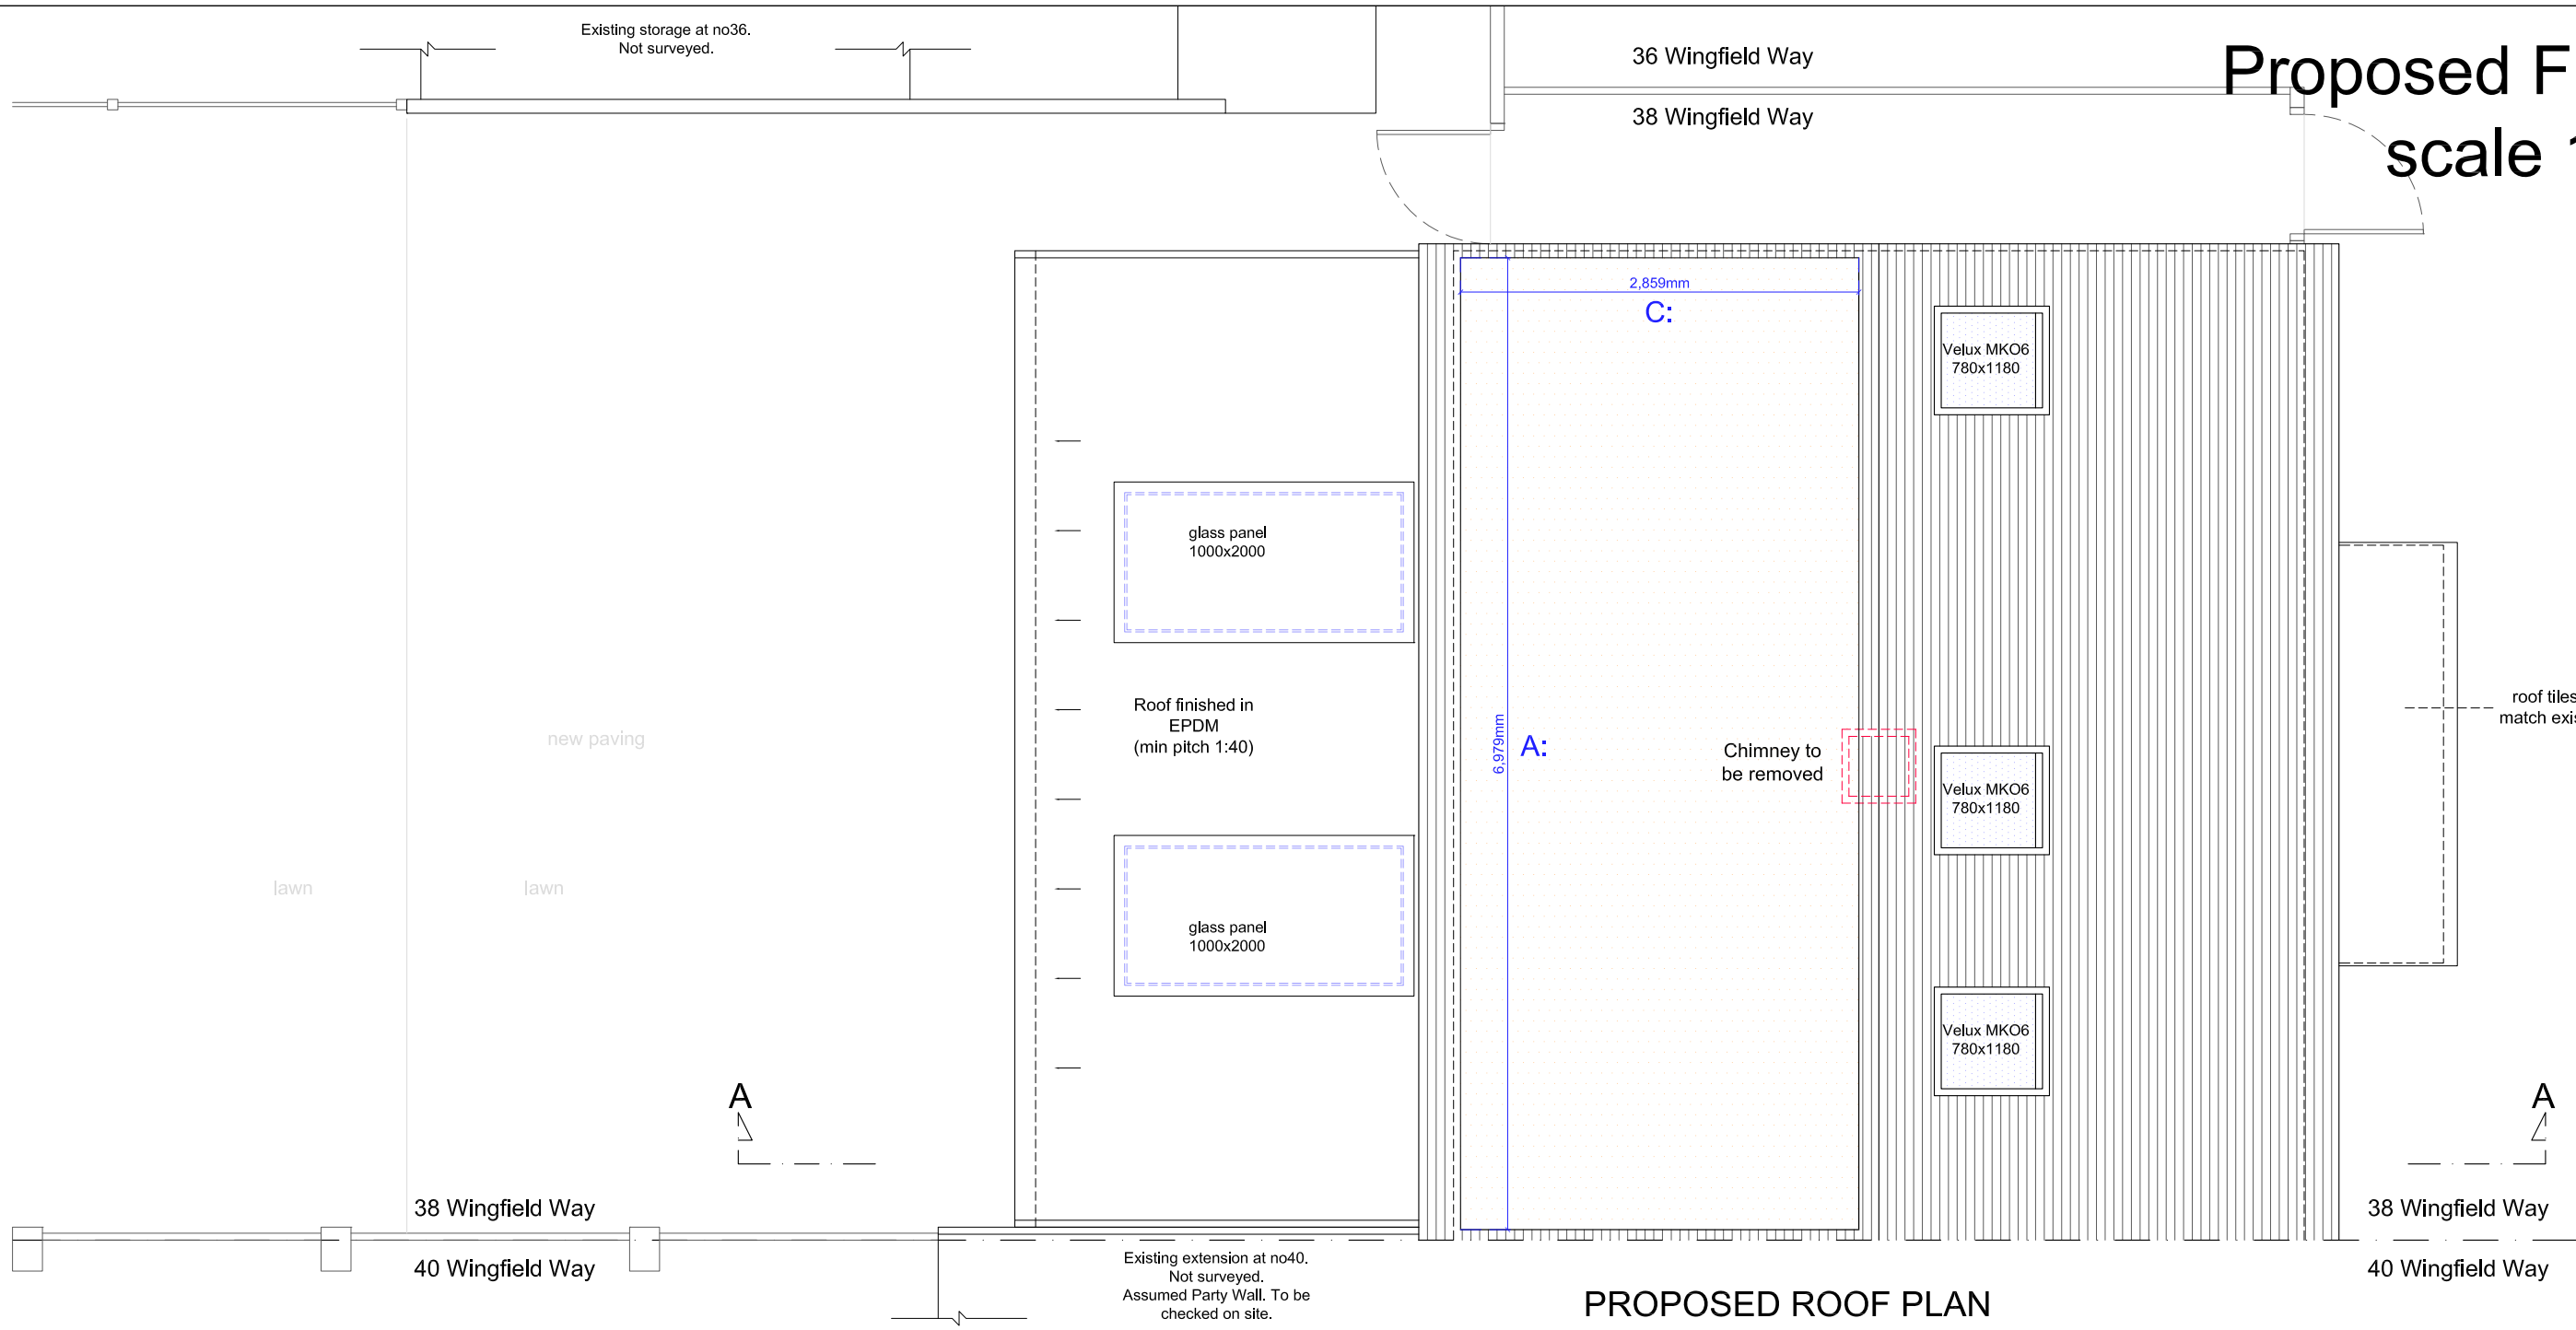 Existing storage at no36.
Not surveyed.
36 Wingfield Way
38 Wingfield Way
Proposed F
scale 1
2,859mm
C:
Velux MKO6
780x1180
glass panel
1000x2000
Roof finished in
EPDM
(min pitch 1:40)
new paving
6,979mm
A:
Chimney to
be removed
Velux MKO6
780x1180
roof tiles
match exis
lawn
lawn
glass panel
1000x2000
Velux MKO6
780x1180
A
A
38 Wingfield Way
40 Wingfield Way
38 Wingfield Way
40 Wingfield Way
Existing extension at no40.
Not surveyed.
Assumed Party Wall. To be
checked on site.
PROPOSED ROOF PLAN